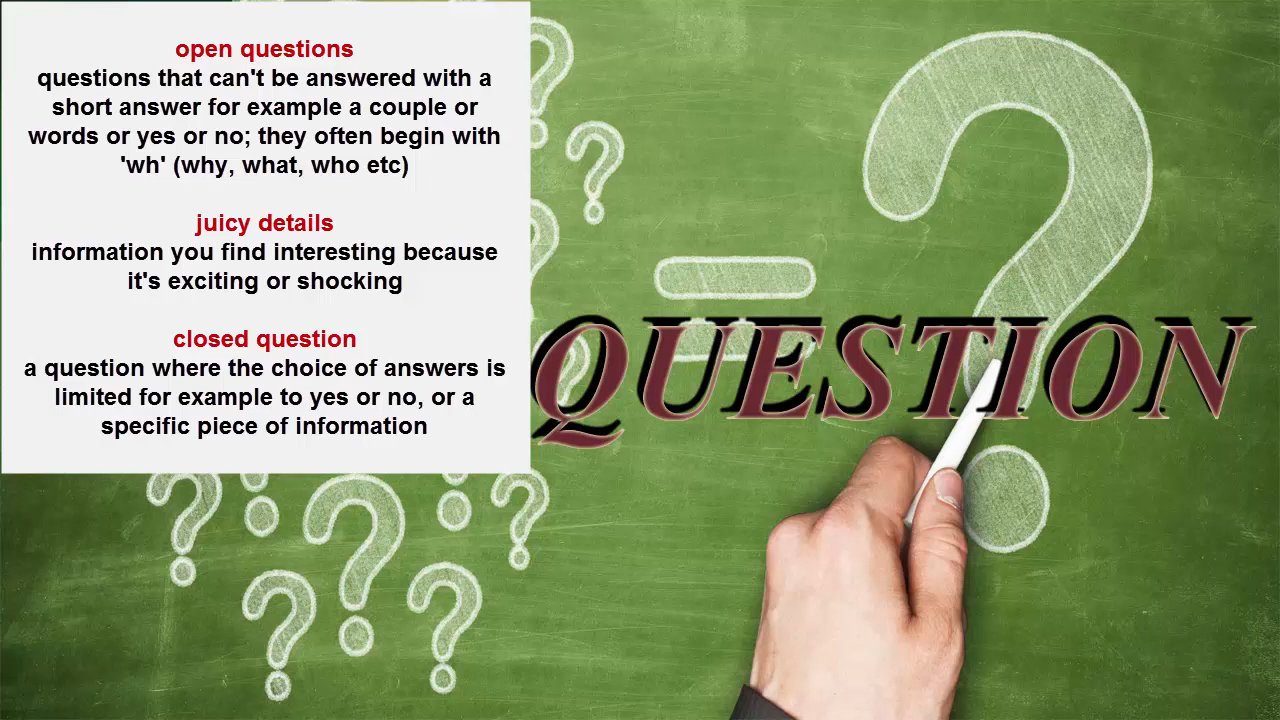 open questions
questions that can't be answered with a
short answer for example a couple or
words or yes or no; they often begin with
'wh' (why, what, who etc)
juicy details
information you find interesting because
it's exciting or shocking
closed question
a question where the choice of answers is
limited for example to yes or no, or a
specific piece of information
QUESTION